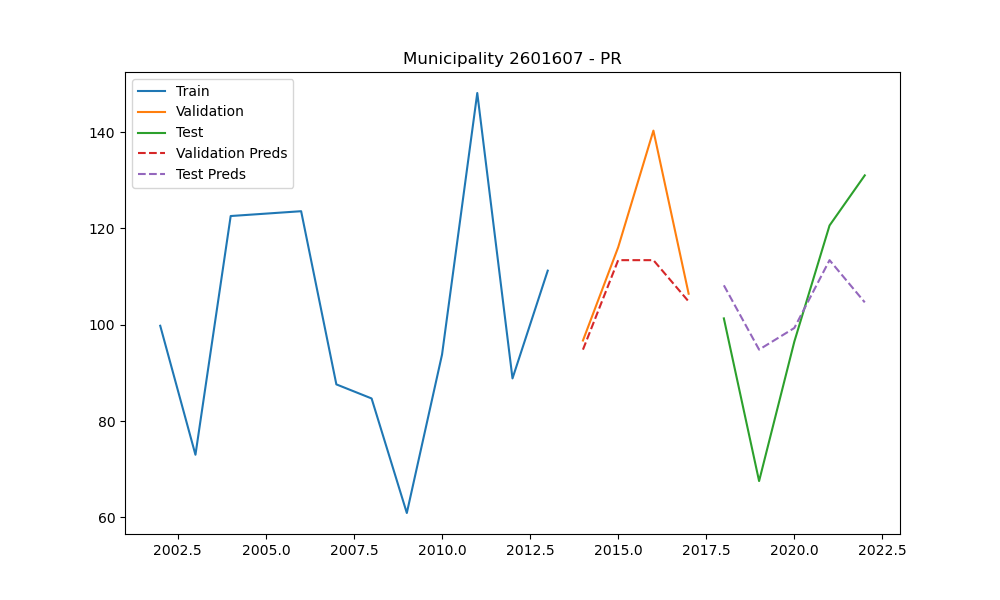 Municipality 2601607 - PR
Train
Validation
Test
Validation Preds
Test Preds
140
120
100
80
60
2002.5 2005.0 2007.5 2010.0 2012.5 2015.0 2017.5 2020.0 2022.5